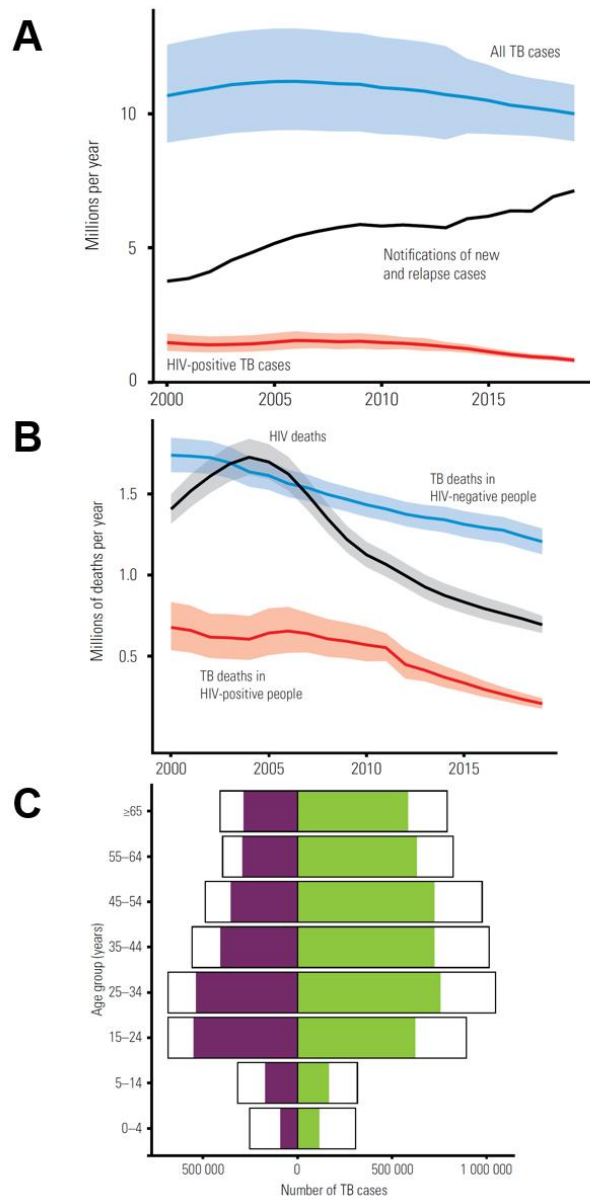 A
All TB cases
10
Millions per year
5
Notifications of new
and relapse cases
HIV-positive TB cases
0
2000 2005 2010 2015
B
HIV deaths
TB deaths in
HIV-negative people
1.5
Millions of deaths per year
1.0
0.5
TB deaths in
HIV-positive people
2000 2005 2010 2015
C
≥65
55–64
45–54
Age group (years)
35–44
25–34
15–24
5–14
0–4
500 000 0 500 000 1 000 000
Number of TB cases